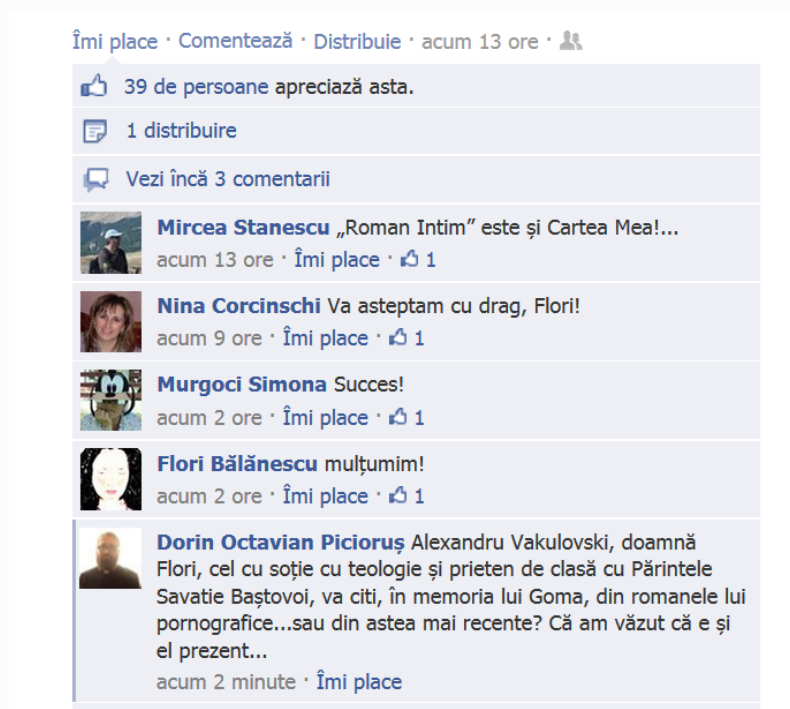 Îmi place · Comentează · Distribuie · acum 13 ore ·
39 de persoane apreciază asta.
1 distribuire
Vezi încă 3 comentarii
Mircea Stanescu „Roman Intim” este și Cartea Mea!...
acum 13 ore · Îmi place · 1
Nina Corcinschi Va asteptam cu drag, Flori!
acum 9 ore · Îmi place · 1
Murgoci Simona Succes!
acum 2 ore · Îmi place · 1
Flori Bălănescu mulțumim!
acum 2 ore · Îmi place · 1
Dorin Octavian Picioruș Alexandru Vakulovski, doamnă
Flori, cel cu soție cu teologie și prieten de clasă cu Părintele
Savatie Baștovoi, va citi, în memoria lui Goma, din romanele lui
pornografice...sau din astea mai recente? Că am văzut că e și
el prezent...
acum 2 minute · Îmi place